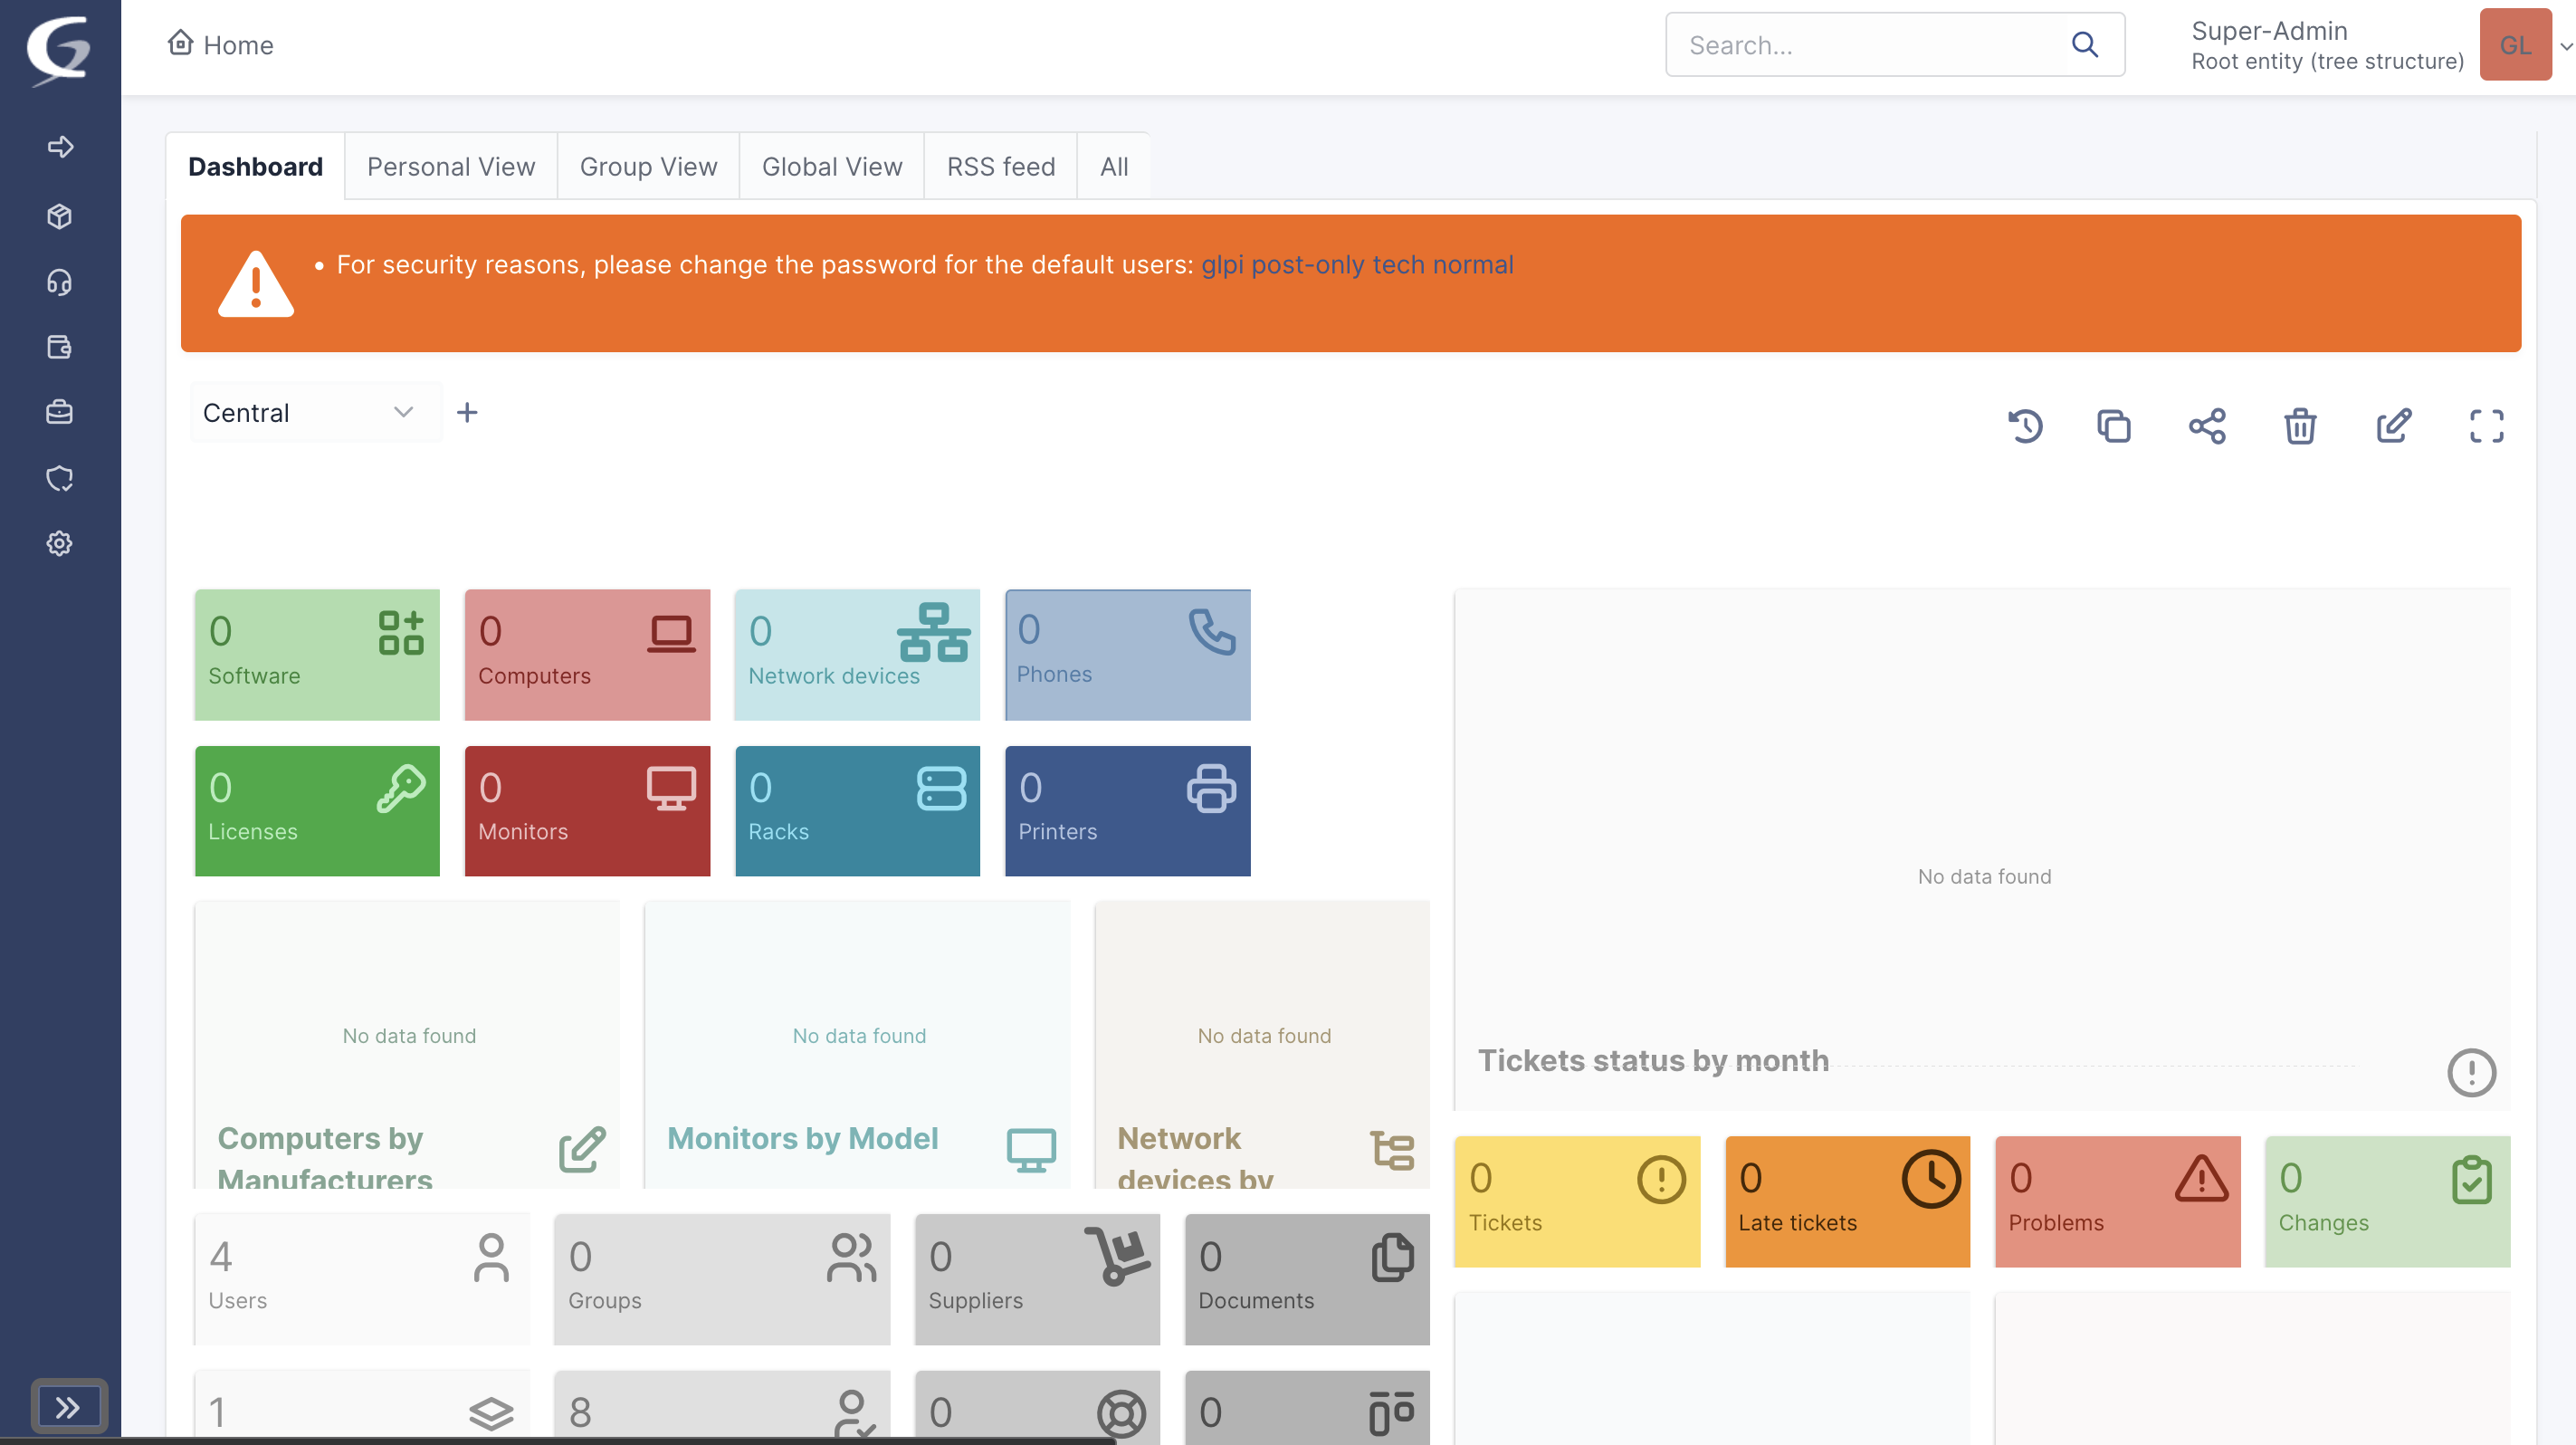 Home
Search...
Super-Admin
Root entity (tree structure)
GL
Dashboard
Personal View
Group View
Global View
RSS feed
All
For security reasons, please change the password for the default users: glpi post-only tech normal
Central
0
Software
0
Computers
0
Network devices
0
Phones
0
Licenses
0
Monitors
0
Racks
0
Printers
No data found
Computers by
Manufacturers
No data found
Monitors by Model
No data found
Network
devices by
No data found
Tickets status by month
0
Tickets
0
Late tickets
0
Problems
0
Changes
4
Users
0
Groups
0
Suppliers
0
Documents
1
8
0
0